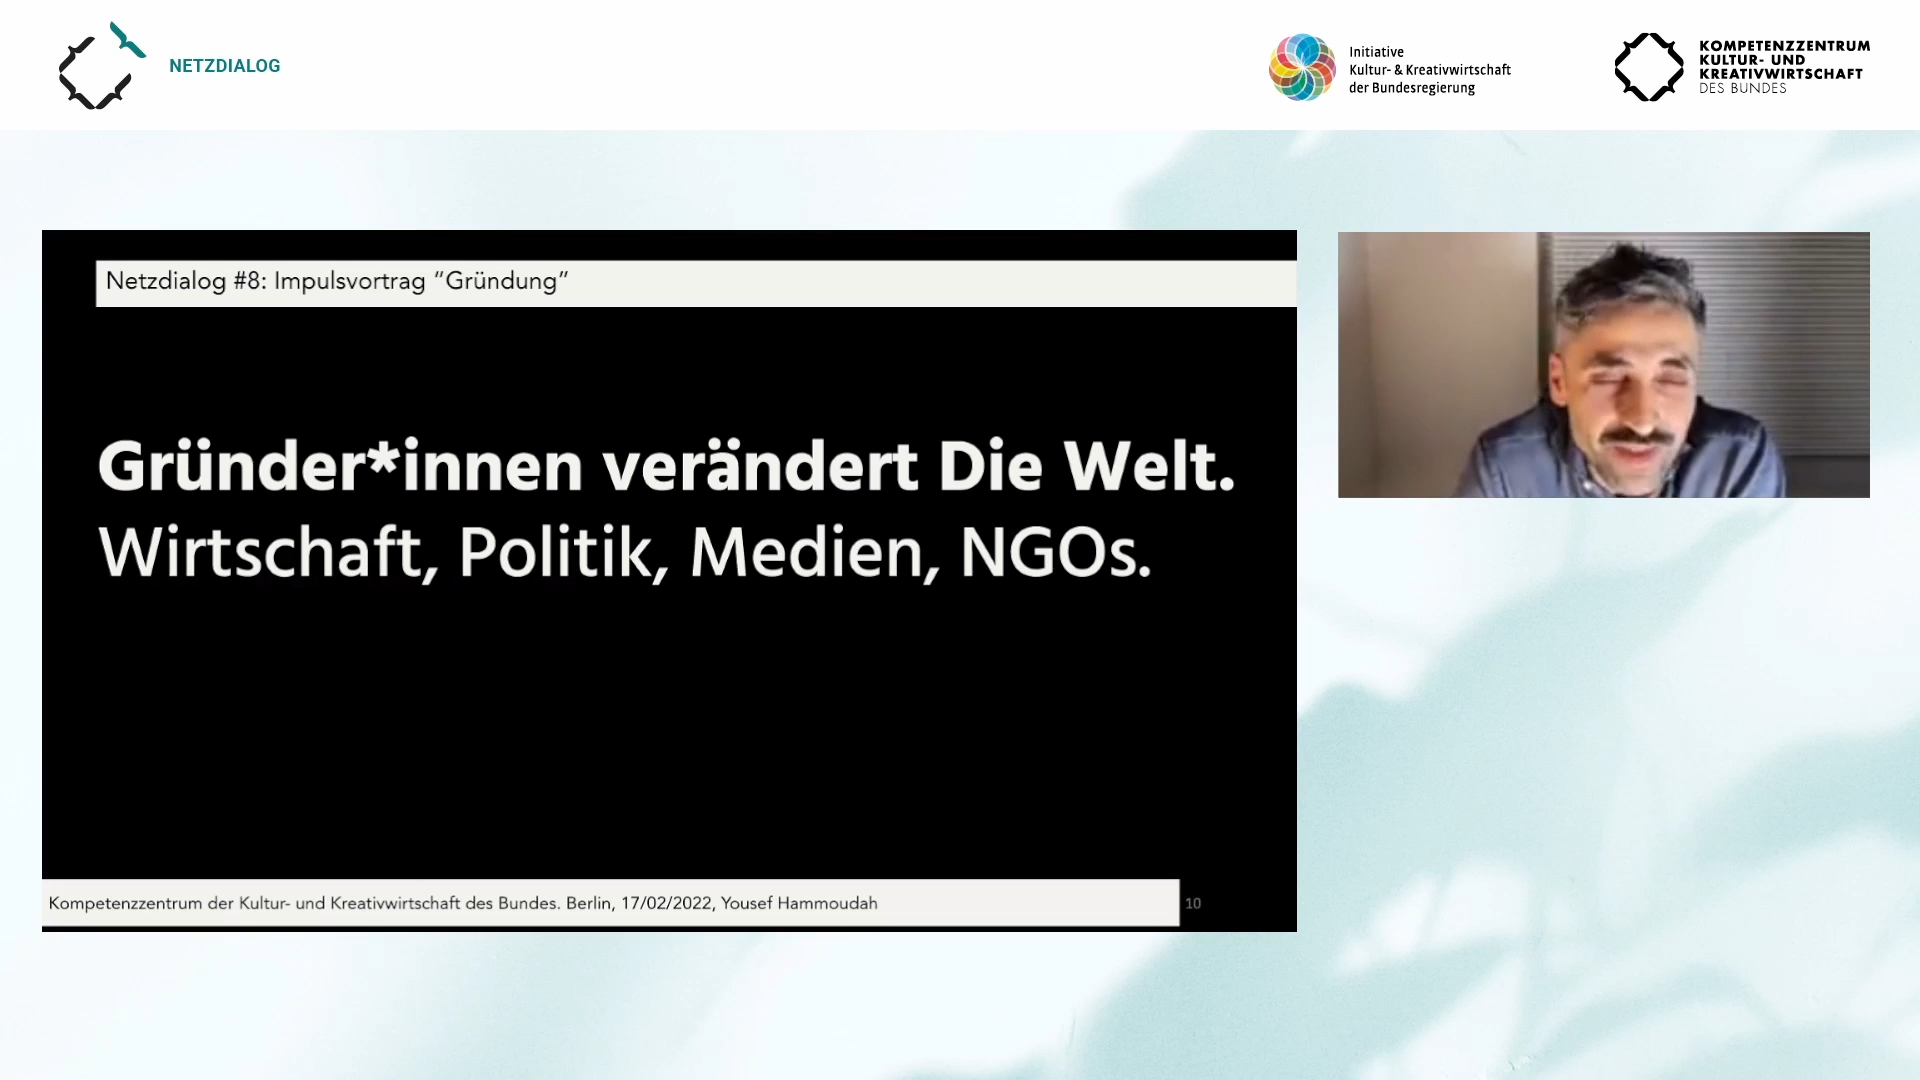 NETZDIALOG
Initiative
Kultur- & Kreativwirtschaft
der Bundesregierung
KOMPETENZZENTRUM
KULTUR- UND
KREATIVWIRTSCHAFT
DES BUNDES
Netzdialog #8: Impulsvortrag “Gründung”
Gründer*innen verändert Die Welt.
Wirtschaft, Politik, Medien, NGOs.
Kompetenzzentrum der Kultur- und Kreativwirtschaft des Bundes. Berlin, 17/02/2022, Yousef Hammoudah
10